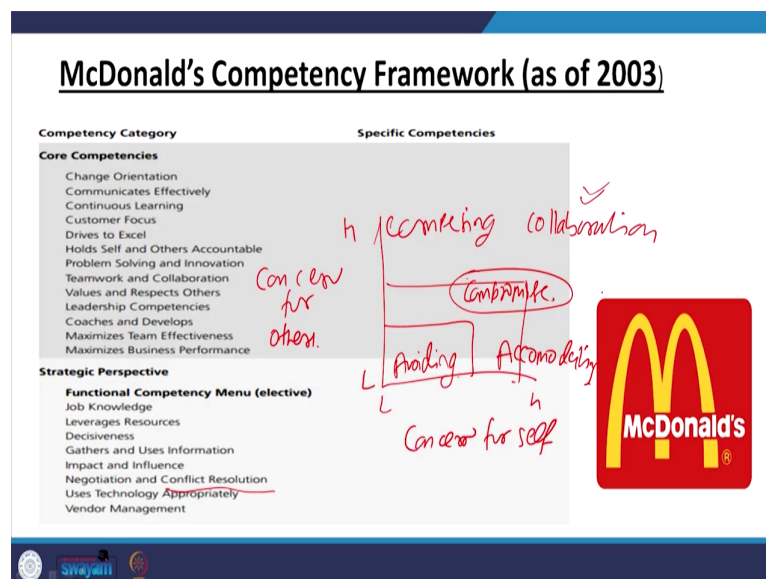 McDonald's Competency Framework (as of 2003)
Competency Category Specific Competencies
Core Competencies
Change Orientation
Communicates Effectively
Continuous Learning
Customer Focus
Drives to Excel
Holds Self and Others Accountable
Problem Solving and Innovation
Teamwork and Collaboration
Values and Respects Others
Leadership Competencies
Coaches and Develops
Maximizes Team Effectiveness
Maximizes Business Performance
Strategic Perspective
Functional Competency Menu (elective)
Job Knowledge
Leverages Resources
Decisiveness
Gathers and Uses Information
Impact and Influence
Negotiation and Conflict Resolution
Uses Technology Appropriately
Vendor Management
h Competing Collaboration
Concern
for
others.
Compromise.
Avoiding Accomodating
L
L h
Concern for self
McDonald's
®
swayam